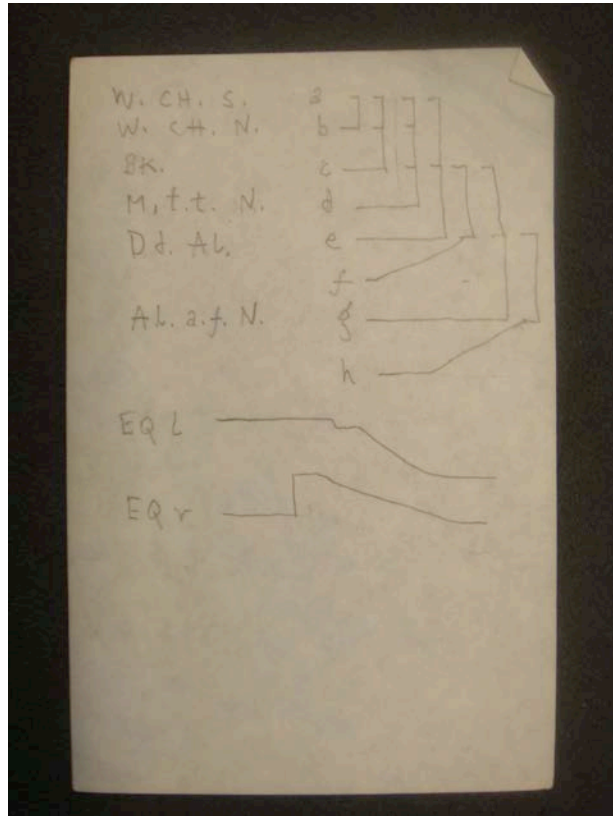 W. CH. S. a
W. CH. N. b
BK. c
M. f.t. N. d
Dd. AL. e
f
AL. a.f. N. g
h
EQ l
EQ r